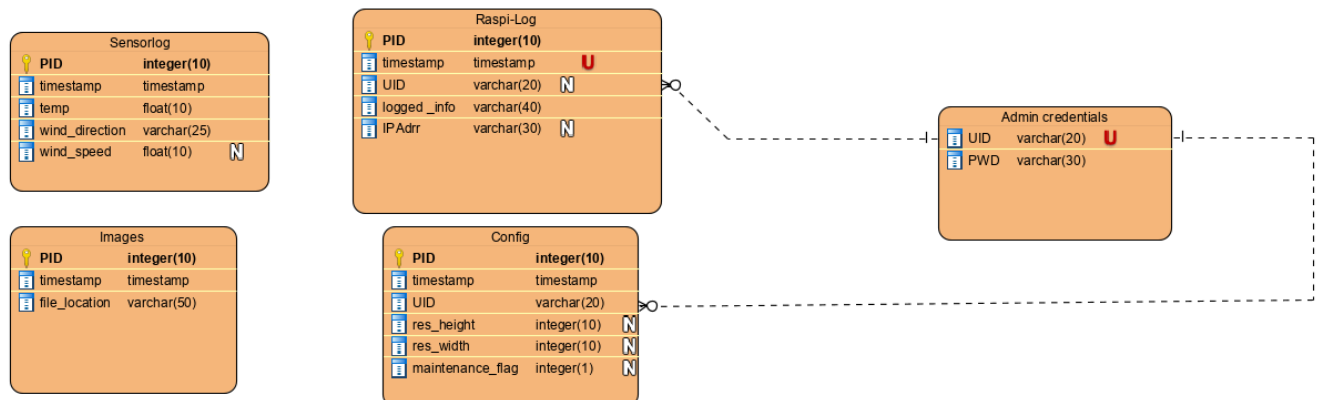 Sensorlog
PID integer(10)
timestamp timestamp
temp float(10)
wind_direction varchar(25)
wind_speed float(10) N
Raspi-Log
PID integer(10)
timestamp timestamp U
UID varchar(20) N
logged _info varchar(40)
IPAdrr varchar(30) N
Admin credentials
UID varchar(20) U
PWD varchar(30)
Images
PID integer(10)
timestamp timestamp
file_location varchar(50)
Config
PID integer(10)
timestamp timestamp
UID varchar(20)
res_height integer(10) N
res_width integer(10) N
maintenance_flag integer(1) N